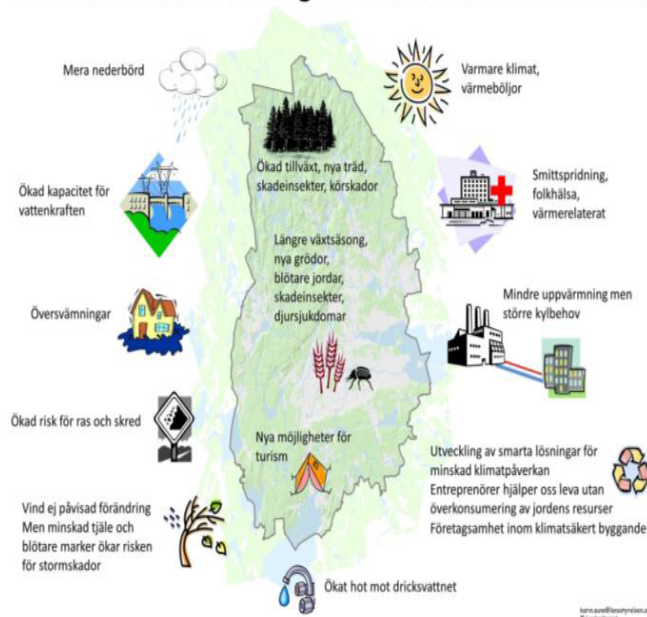 Mera nederbörd
Varmare klimat,
värmeböljor
Ökad tillväxt, nya träd,
skadeinsekter, körskador
Ökad kapacitet för
vattenkraften
Smittspridning,
folkhälsa,
värmerelaterat
Längre växtsäsong,
nya grödor,
blötare jordar,
skadeinsekter,
djursjukdomar
Översvämningar
Mindre uppvärmning men
större kylbehov
Ökad risk för ras och skred
Nya möjligheter för
turism
Utveckling av smarta lösningar för
minskad klimatpåverkan
Entreprenörer hjälper oss leva utan
överkonsumering av jordens resurser
Företagsamhet inom klimatsäkert byggande
Vind ej påvisad förändring
Men minskad tjäle och
blötare marker ökar risken
för stormskador
Ökat hot mot dricksvattnet